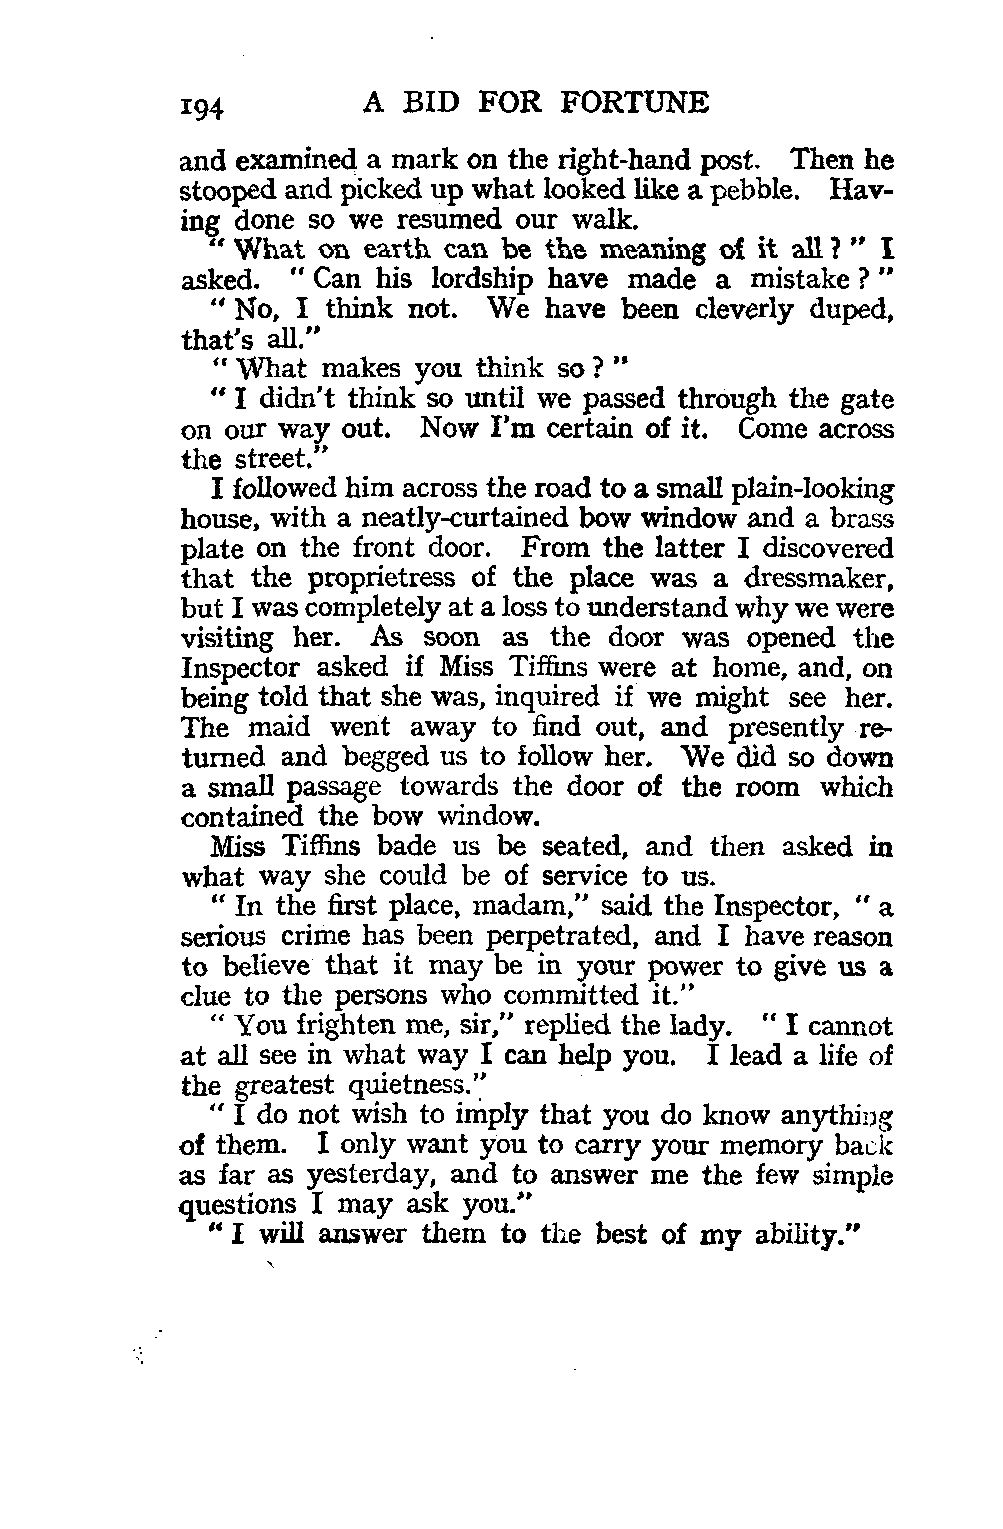 194 A BID FOR FORTUNE
and examined a mark on the right-hand post. Then he
stooped and picked up what looked like a pebble. Hav-
ing done so we resumed our walk.
" What on earth can be the meaning of it all ? " I
asked. " Can his lordship have made a mistake ? "
" No, I think not. We have been cleverly duped,
that's all."
" What makes you think so ? "
" I didn't think so until we passed through the gate
on our way out. Now I'm certain of it. Come across
the street."
I followed him across the road to a small plain-looking
house, with a neatly-curtained bow window and a brass
plate on the front door. From the latter I discovered
that the proprietress of the place was a dressmaker,
but I was completely at a loss to understand why we were
visiting her. As soon as the door was opened the
Inspector asked if Miss Tiffins were at home, and, on
being told that she was, inquired if we might see her.
The maid went away to find out, and presently re-
turned and begged us to follow her. We did so down
a small passage towards the door of the room which
contained the bow window.
Miss Tiffins bade us be seated, and then asked in
what way she could be of service to us.
" In the first place, madam," said the Inspector, " a
serious crime has been perpetrated, and I have reason
to believe that it may be in your power to give us a
clue to the persons who committed it."
" You frighten me, sir," replied the lady. " I cannot
at all see in what way I can help you. I lead a life of
the greatest quietness."
" I do not wish to imply that you do know anything
of them. I only want you to carry your memory back
as far as yesterday, and to answer me the few simple
questions I may ask you."
" I will answer them to the best of my ability."